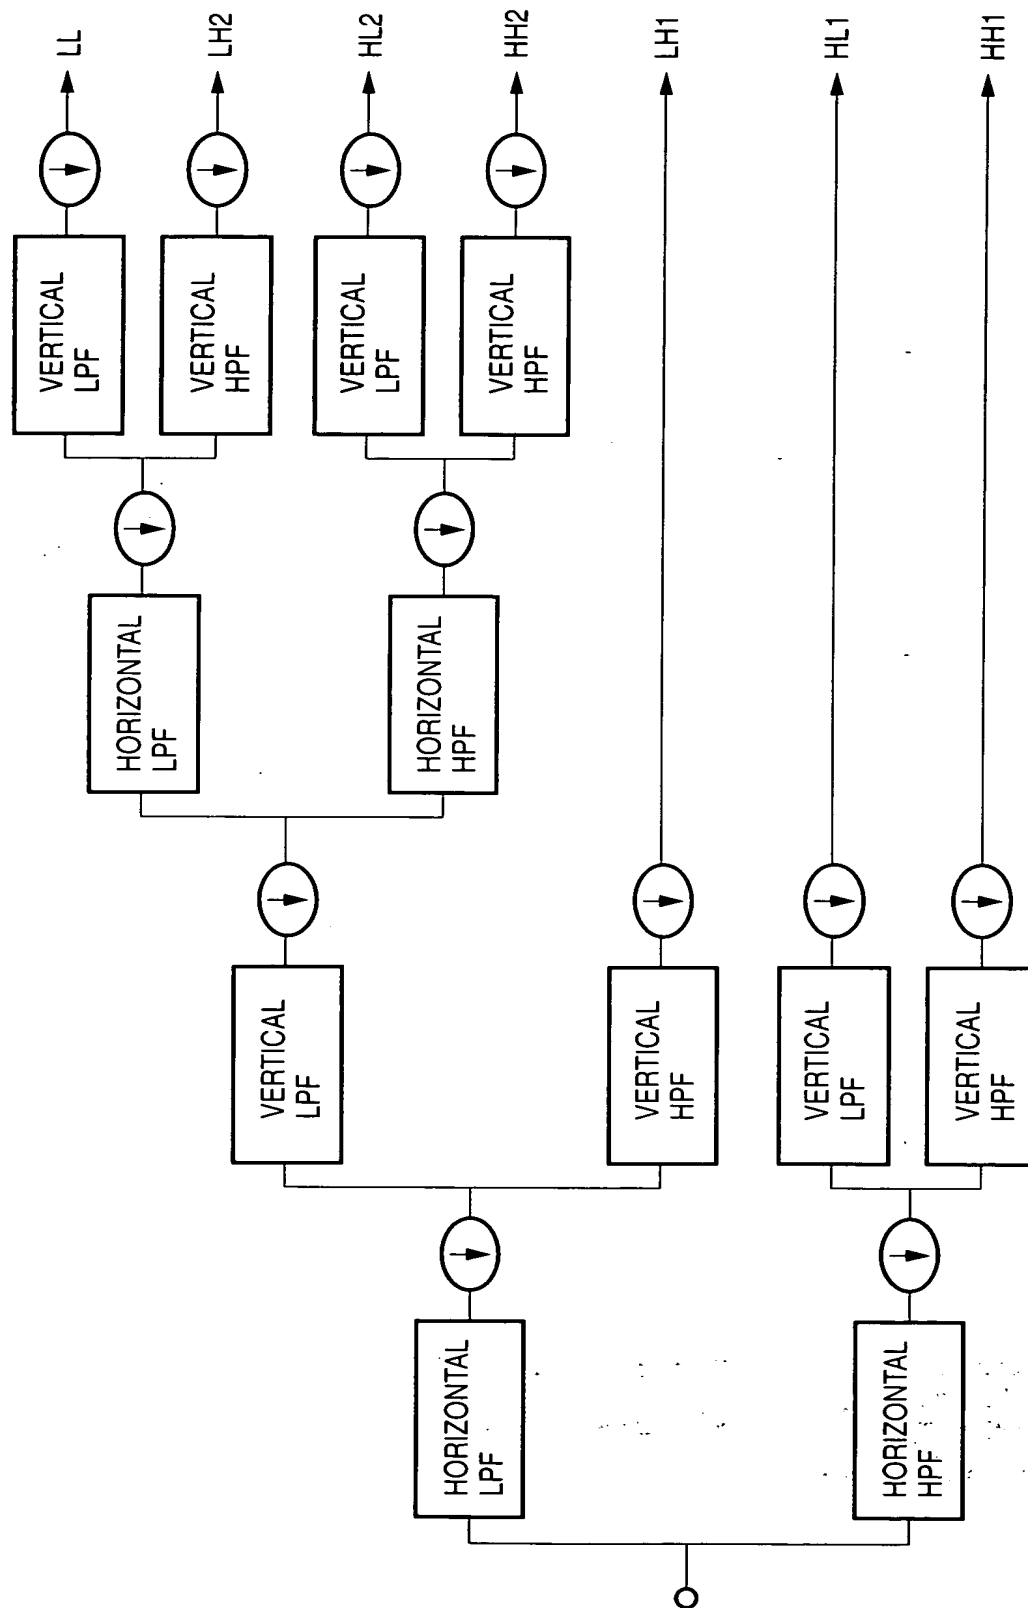 LL
LH2
HL2
HH2
LH1
HL1
HH1
VERTICAL
LPF
VERTICAL
HPF
VERTICAL
LPF
VERTICAL
HPF
HORIZONTAL
LPF
HORIZONTAL
HPF
VERTICAL
LPF
VERTICAL
HPF
VERTICAL
LPF
VERTICAL
HPF
HORIZONTAL
LPF
HORIZONTAL
HPF